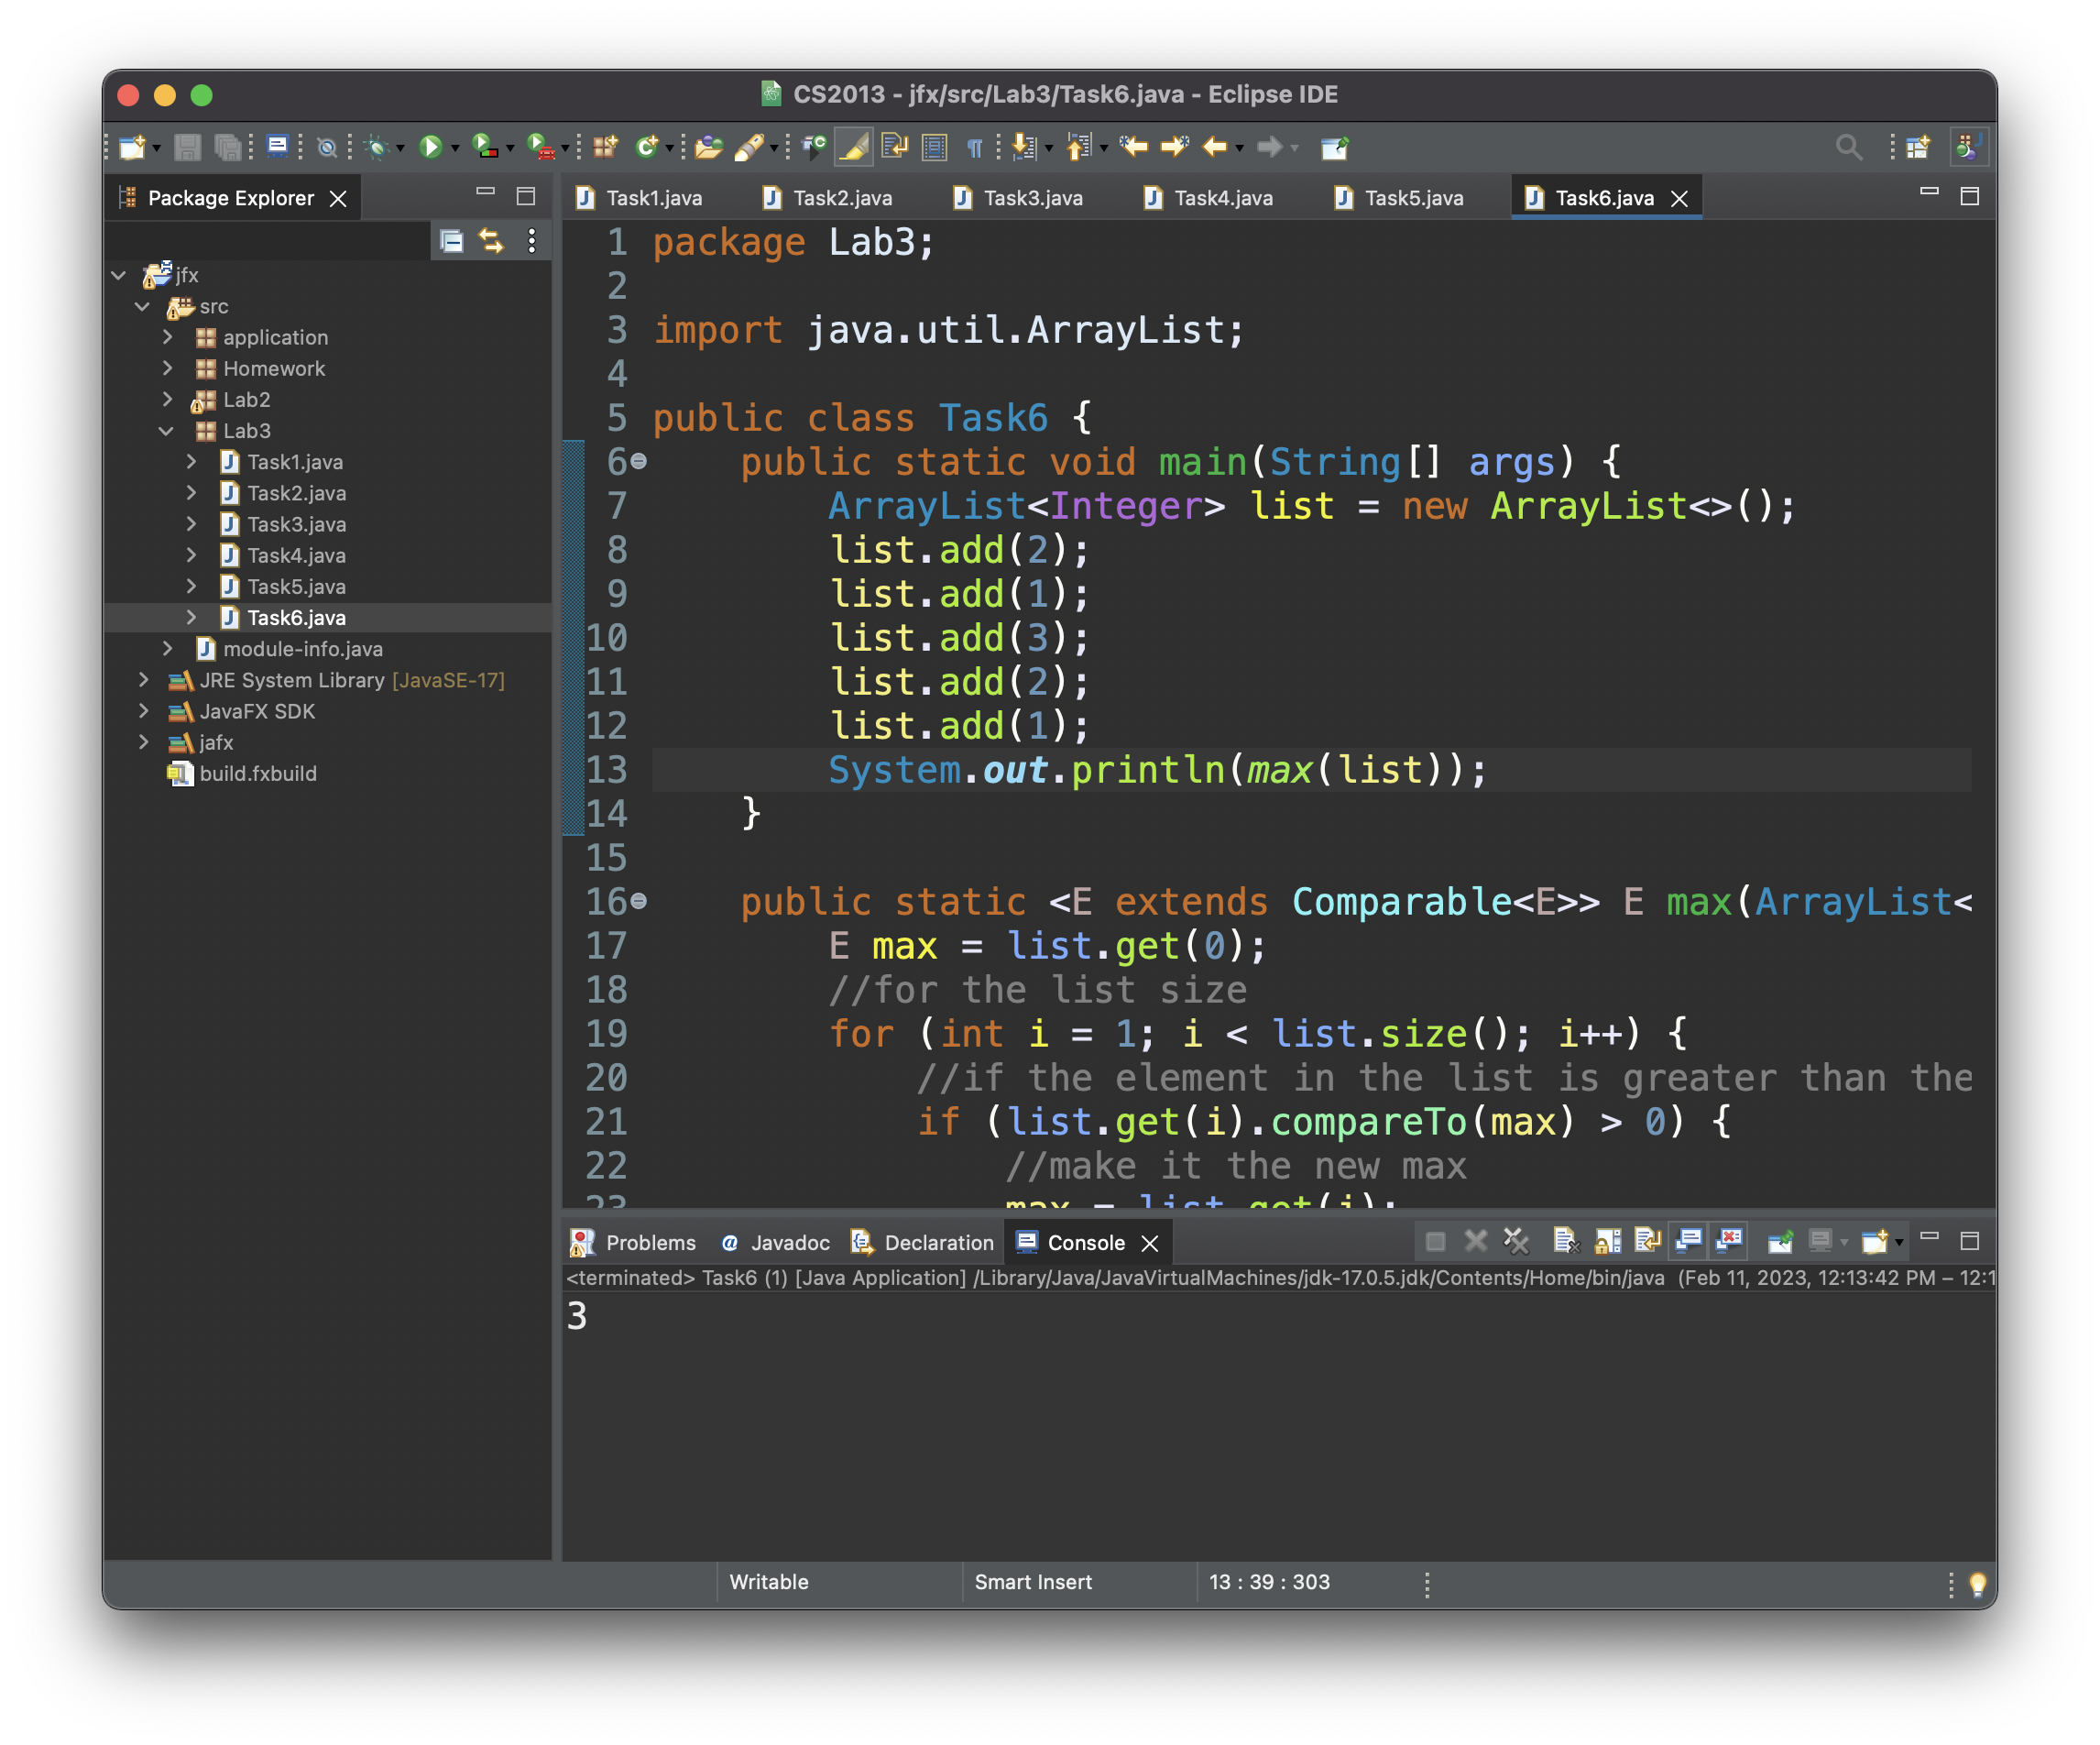 CS2013 - jfx/src/Lab3/Task6.java - Eclipse IDE
Package Explorer
jfx
src
application
Homework
Lab2
Lab3
Task1.java
Task2.java
Task3.java
Task4.java
Task5.java
Task6.java
module-info.java
JRE System Library [JavaSE-17]
JavaFX SDK
jafx
build.fxbuild
Task1.java Task2.java Task3.java Task4.java Task5.java Task6.java
1 package Lab3;
2
3 import java.util.ArrayList;
4
5 public class Task6 {
6 public static void main(String[] args) {
7 ArrayList<Integer> list = new ArrayList<>();
8 list.add(2);
9 list.add(1);
10 list.add(3);
11 list.add(2);
12 list.add(1);
13 System.out.println(max(list));
14 }
15
16 public static <E extends Comparable<E>> E max(ArrayList<
17 E max = list.get(0);
18 //for the list size
19 for (int i = 1; i < list.size(); i++) {
20 //if the element in the list is greater than the
21 if (list.get(i).compareTo(max) > 0) {
22 //make it the new max
23 max = list.get(i);
Problems @ Javadoc Declaration Console
<terminated> Task6 (1) [Java Application] /Library/Java/JavaVirtualMachines/jdk-17.0.5.jdk/Contents/Home/bin/java (Feb 11, 2023, 12:13:42 PM – 12:1
3
Writable Smart Insert 13 : 39 : 303